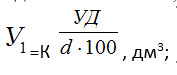 У₁=К УД / d · 100, дм³;